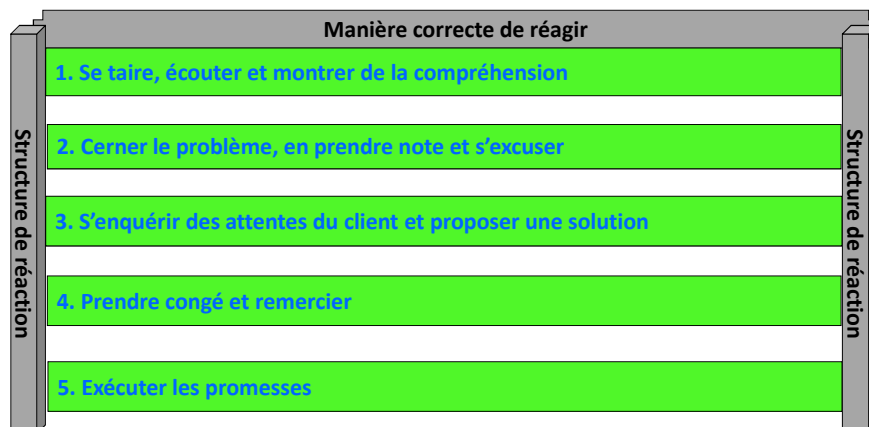 Manière correcte de réagir
Structure de réaction
1. Se taire, écouter et montrer de la compréhension
2. Cerner le problème, en prendre note et s’excuser
3. S’enquérir des attentes du client et proposer une solution
4. Prendre congé et remercier
5. Exécuter les promesses
Structure de réaction